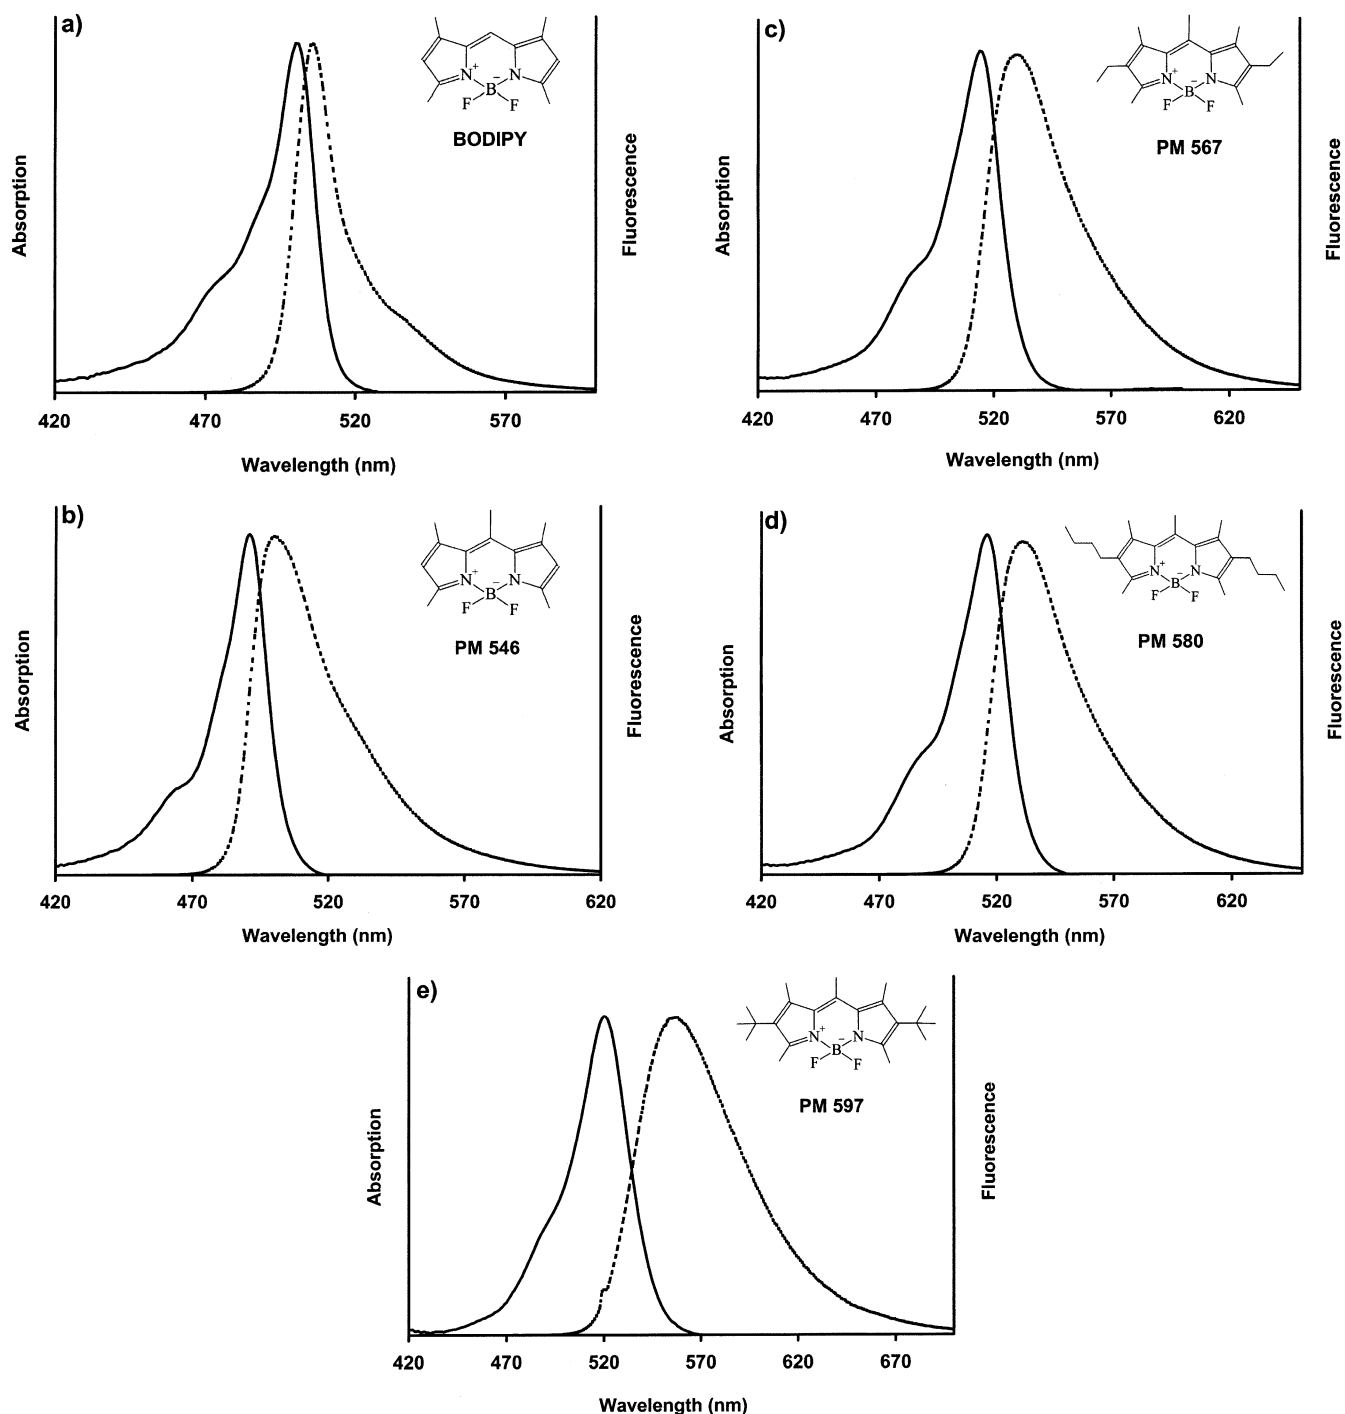 a)
N+ N
B−
F F
BODIPY
Absorption
Fluorescence
420 470 520 570
Wavelength (nm)
c)
N+ N
B−
F F
PM 567
Absorption
Fluorescence
420 470 520 570 620
Wavelength (nm)
b)
N+ N
B−
F F
PM 546
Absorption
Fluorescence
420 470 520 570 620
Wavelength (nm)
d)
N+ N
B−
F F
PM 580
Absorption
Fluorescence
420 470 520 570 620
Wavelength (nm)
e)
N+ N
B−
F F
PM 597
Absorption
Fluorescence
420 470 520 570 620 670
Wavelength (nm)